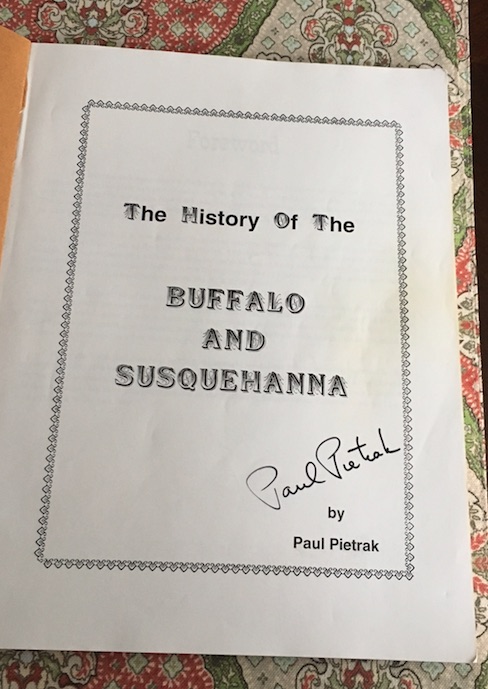 The History Of The
BUFFALO
AND
SUSQUEHANNA
Paul Pietrak
by
Paul Pietrak